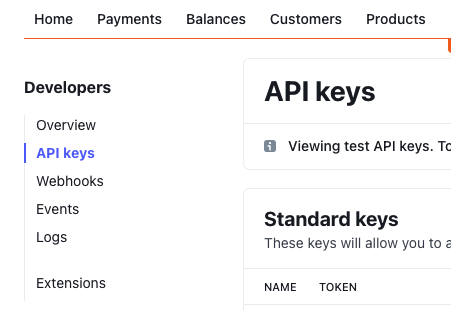 Home Payments Balances Customers Products
Developers
Overview
API keys
Webhooks
Events
Logs
Extensions
API keys
Viewing test API keys. To
Standard keys
These keys will allow you to a
NAME TOKEN